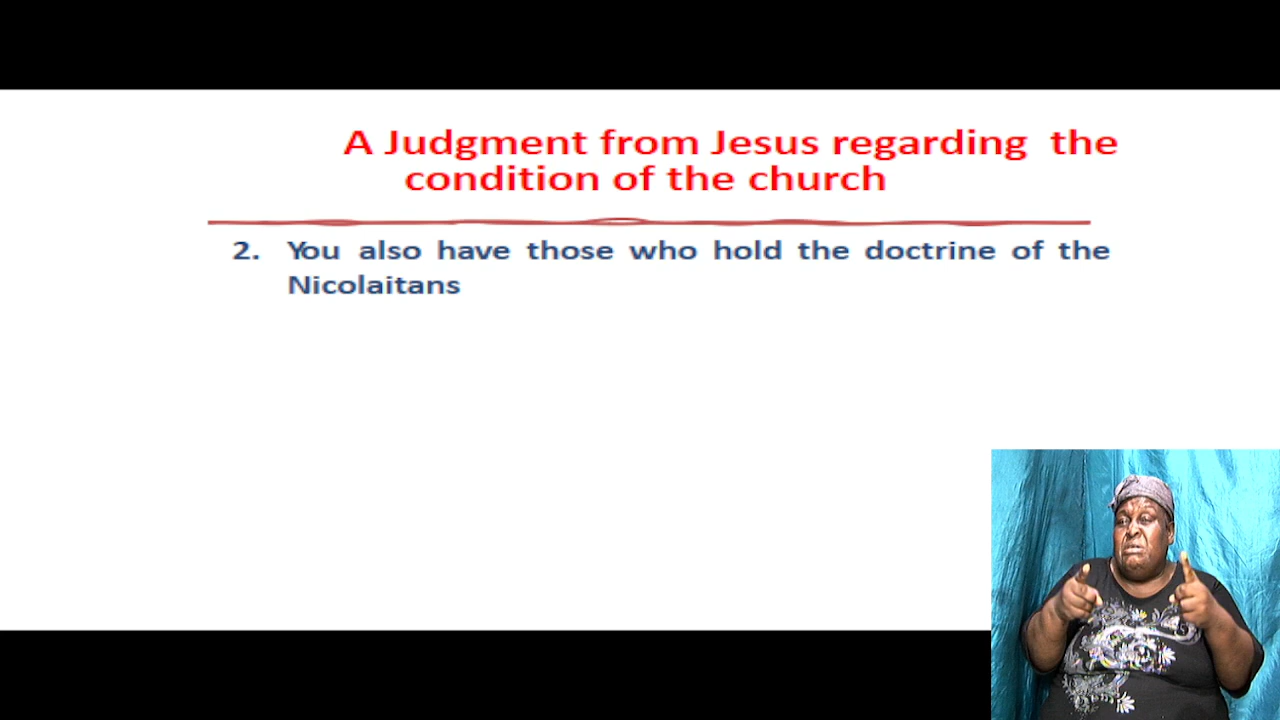 A Judgment from Jesus regarding the
condition of the church
2. You also have those who hold the doctrine of the
Nicolaitans